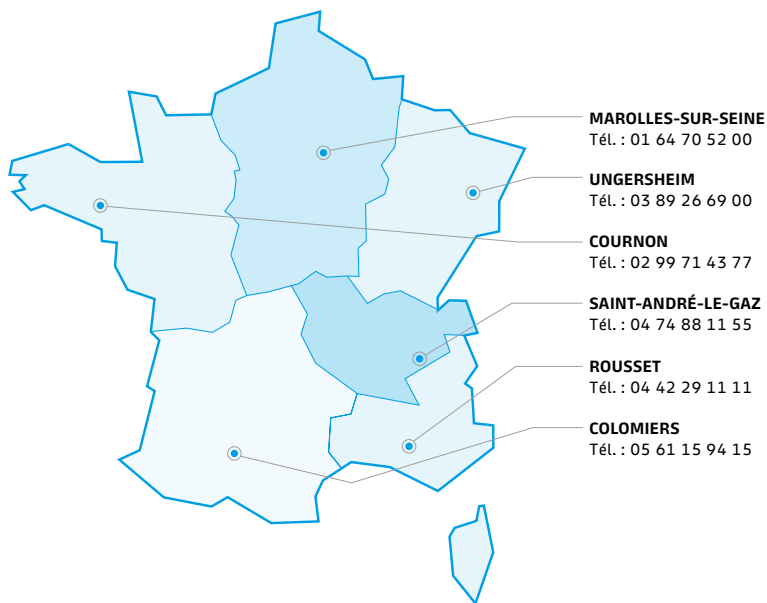 MAROLLES-SUR-SEINE
Tél. : 01 64 70 52 00
UNGERSHEIM
Tél. : 03 89 26 69 00
COURNON
Tél. : 02 99 71 43 77
SAINT-ANDRÉ-LE-GAZ
Tél. : 04 74 88 11 55
ROUSSET
Tél. : 04 42 29 11 11
COLOMIERS
Tél. : 05 61 15 94 15